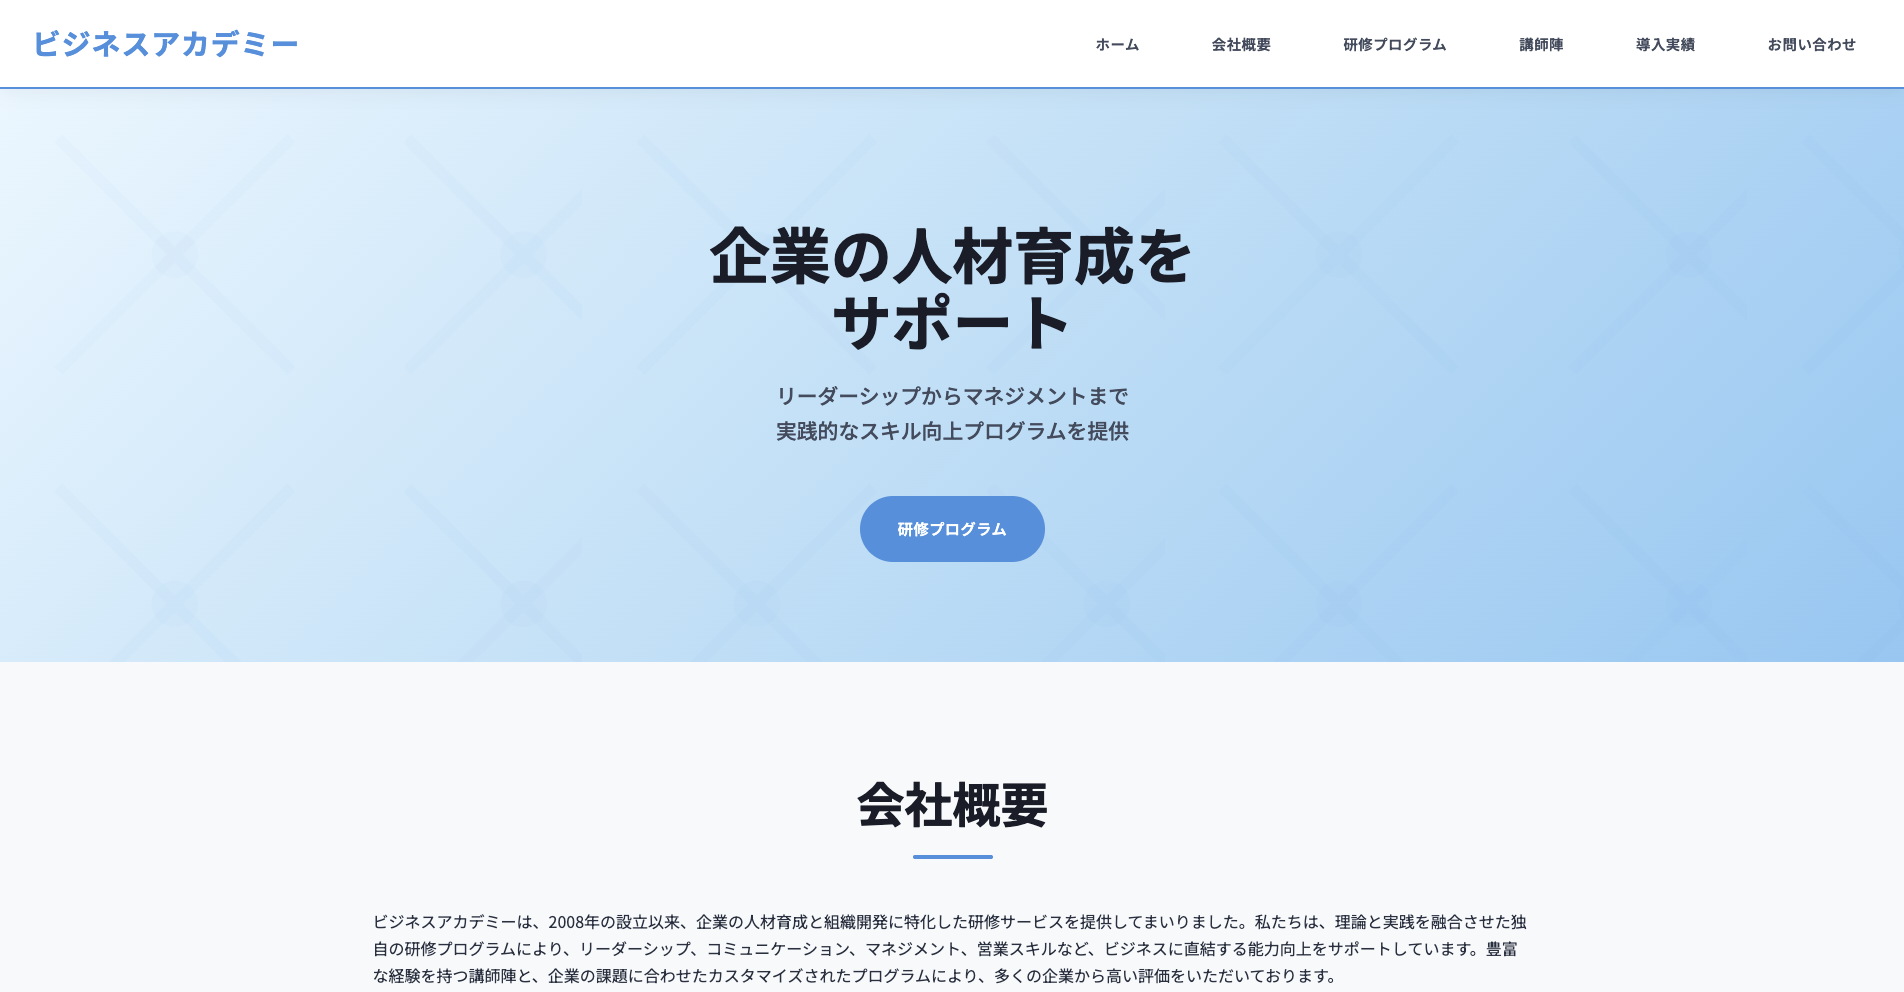 ビジネスアカデミー
ホーム 会社概要 研修プログラム 講師陣 導入実績 お問い合わせ
企業の人材育成を
サポート
リーダーシップからマネジメントまで
実践的なスキル向上プログラムを提供
研修プログラム
会社概要
ビジネスアカデミーは、2008年の設立以来、企業の人材育成と組織開発に特化した研修サービスを提供してまいりました。私たちは、理論と実践を融合させた独
自の研修プログラムにより、リーダーシップ、コミュニケーション、マネジメント、営業スキルなど、ビジネスに直結する能力向上をサポートしています。豊富
な経験を持つ講師陣と、企業の課題に合わせたカスタマイズされたプログラムにより、多くの企業から高い評価をいただいております。